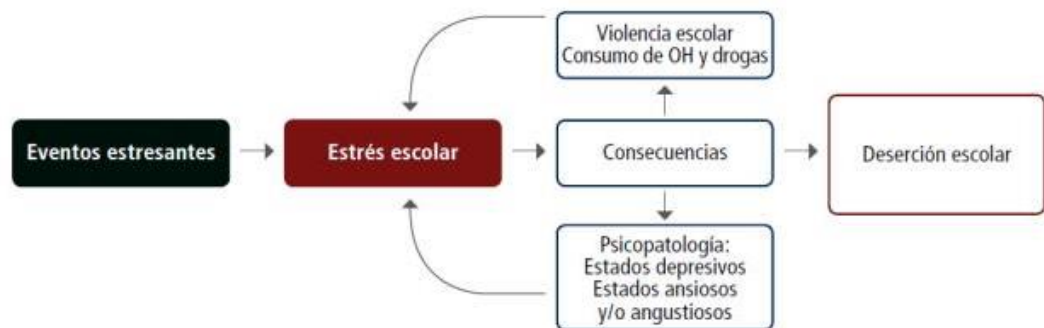 Violencia escolar
Consumo de OH y drogas
Eventos estresantes
Estrés escolar
Consecuencias
Deserción escolar
Psicopatología:
Estados depresivos
Estados ansiosos
y/o angustiosos